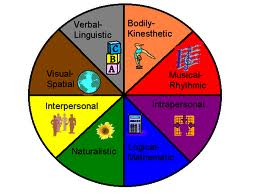 Verbal-
Linguistic
Bodily-
Kinesthetic
Musical-
Rhythmic
Intrapersonal
Logical-
Mathematic
Naturalistic
Interpersonal
Visual-
Spatial
C
B
A